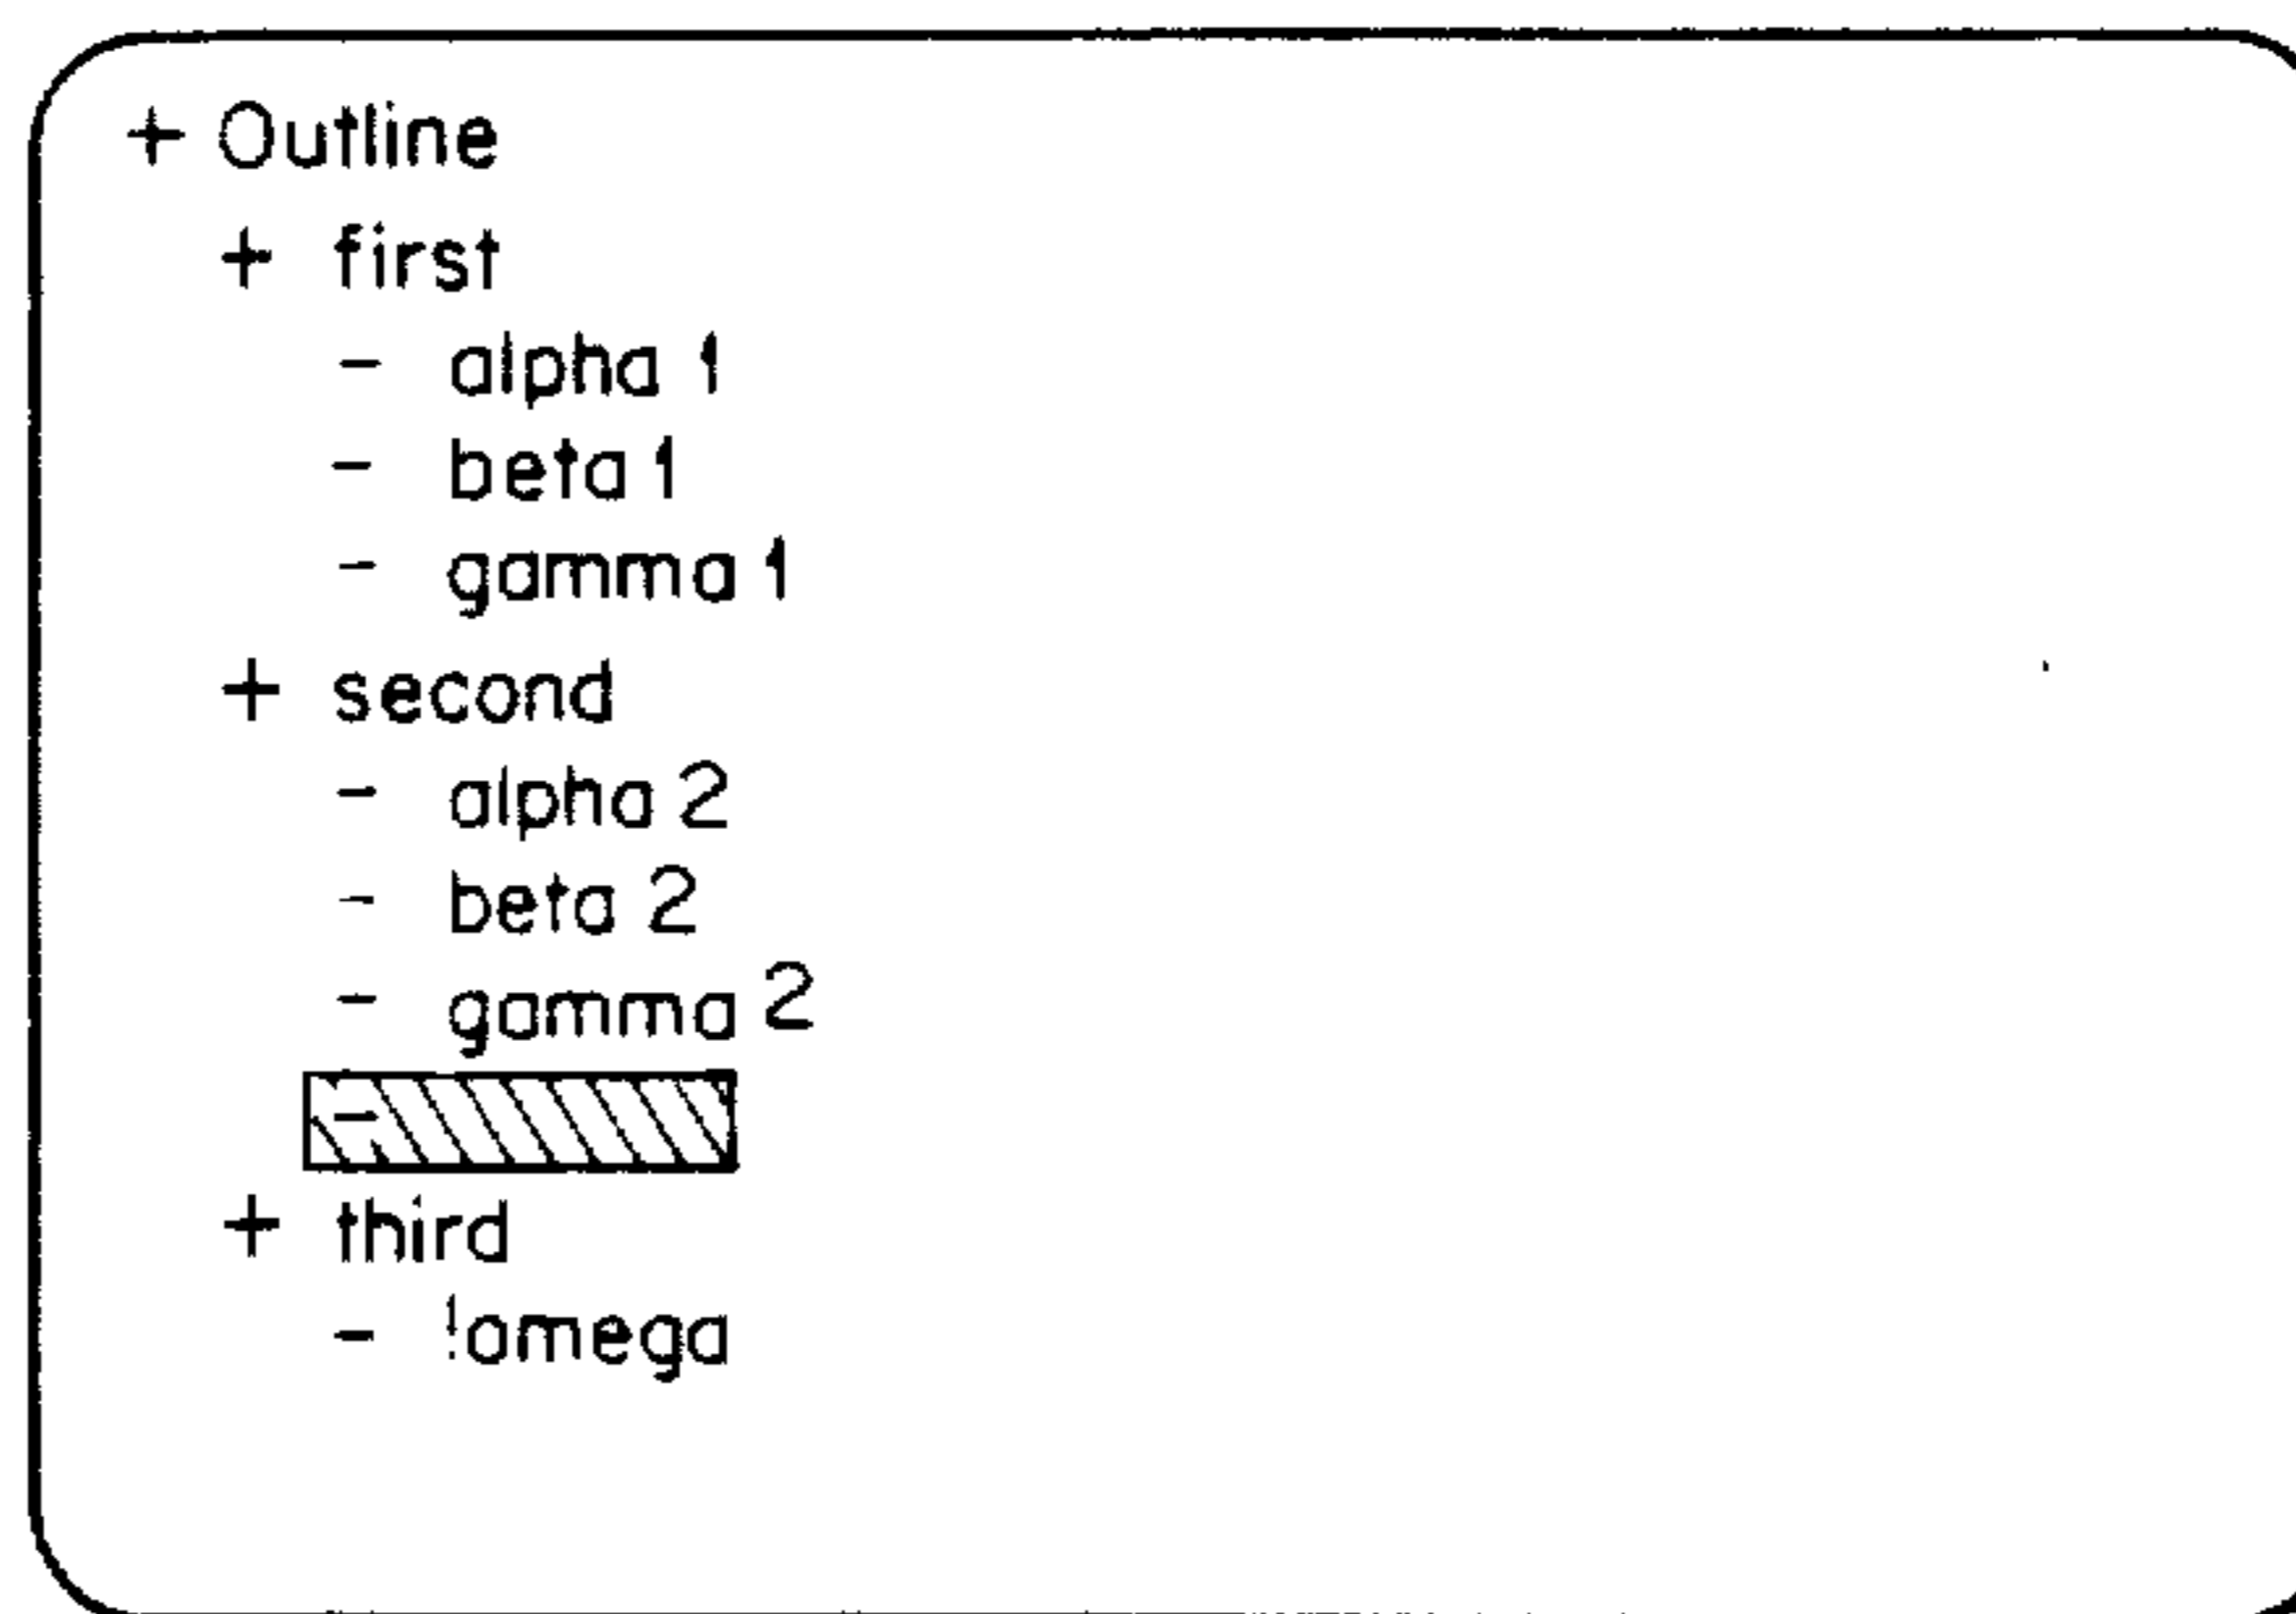 + Outline
+ first
- alpha 1
- beta 1
- gamma 1
+ second
- alpha 2
- beta 2
- gamma 2
-
+ third
- !omega